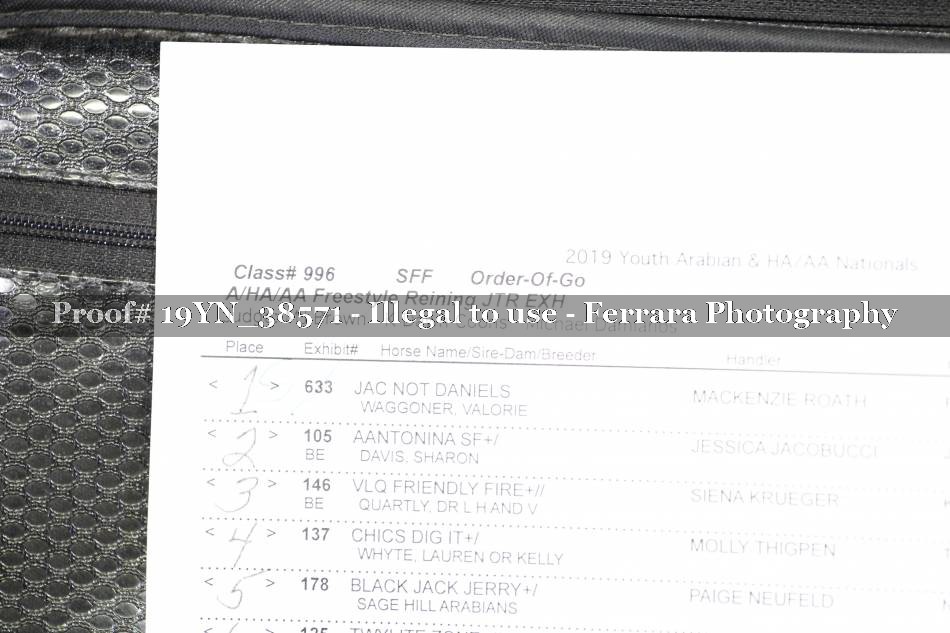 2019 Youth Arabian & HA/AA Nationals
Class# 996 SFF Order-Of-Go
A/HA/AA Freestyle Reining JTR EXH
Proof# 19YN_38571 - Illegal to use - Ferrara Photography
Place Exhibit# Horse Name/Sire-Dam/Breeder Handler
< 1 > 633 JAC NOT DANIELS MACKENZIE ROATH
WAGGONER, VALORIE
< 2 > 105 AANTONINA SF+/ JESSICA JACOBUCCI
BE DAVIS, SHARON
< 3 > 146 VLQ FRIENDLY FIRE+// SIENA KRUEGER
BE QUARTLY, DR L H AND V
< 4 > 137 CHICS DIG IT+/ MOLLY THIGPEN
WHYTE, LAUREN OR KELLY
< 5 > 178 BLACK JACK JERRY+/ PAIGE NEUFELD
SAGE HILL ARABIANS